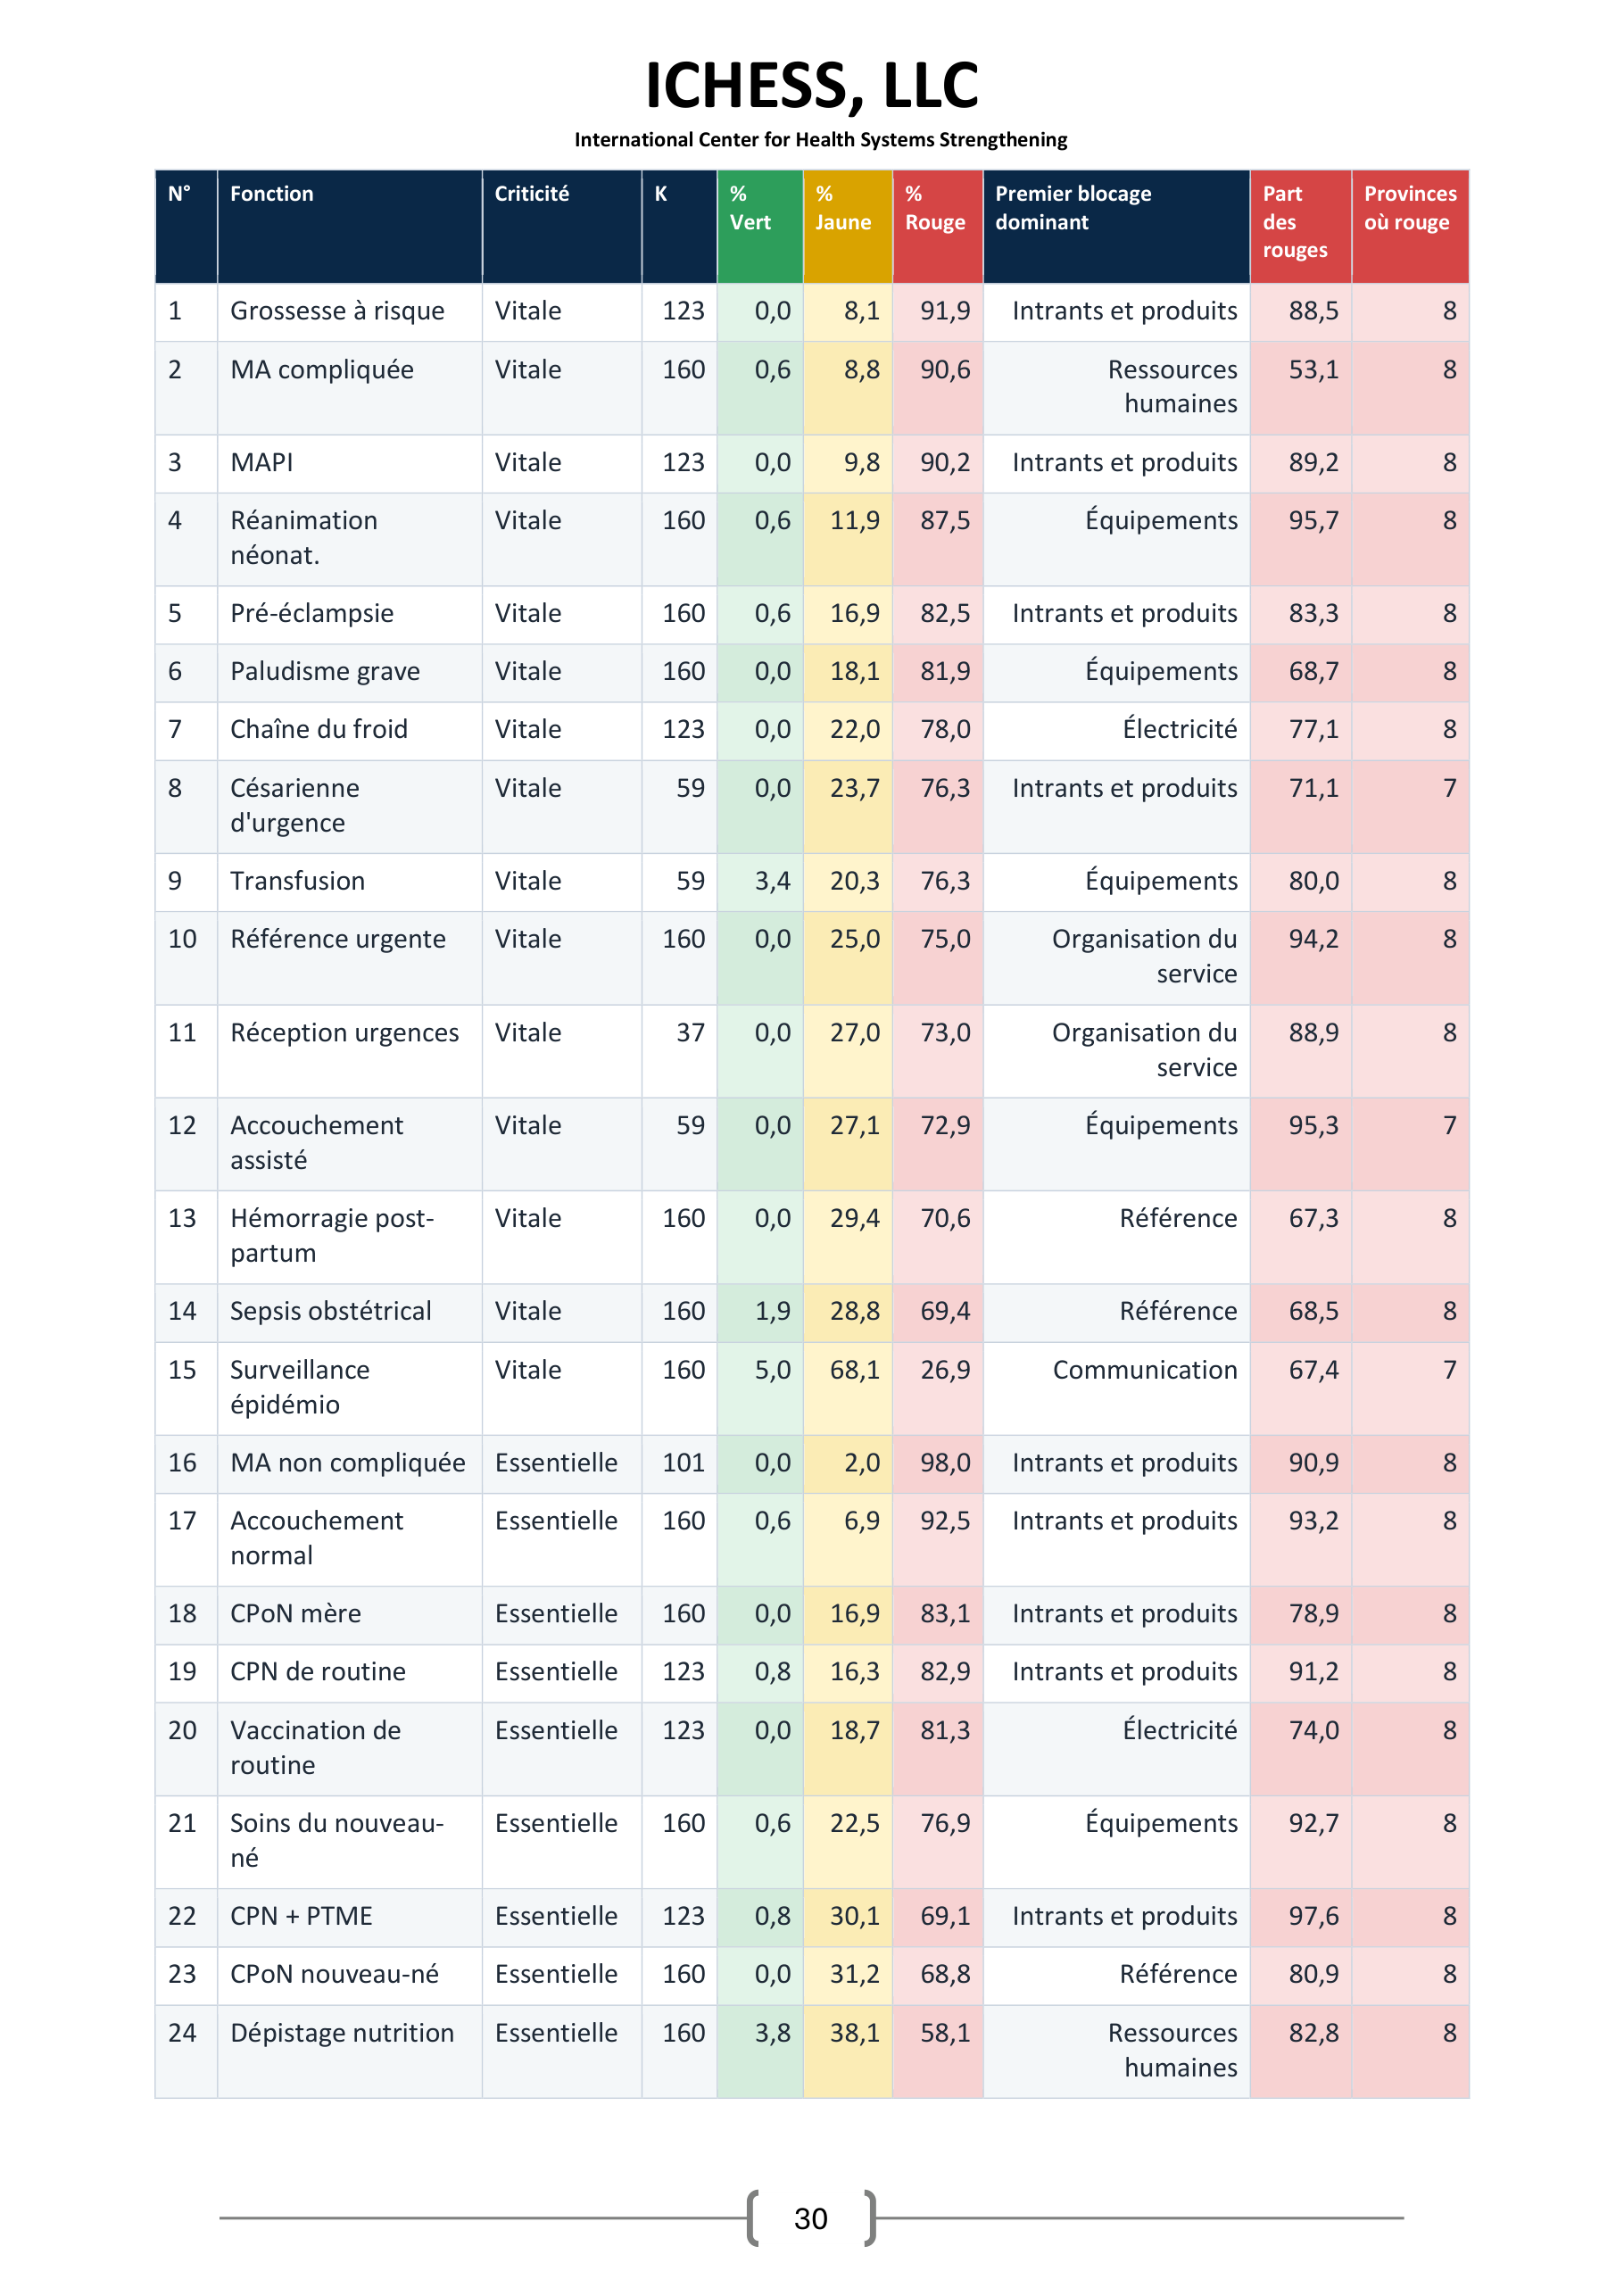 ICHESS, LLC
International Center for Health Systems Strengthening
N° Fonction Criticité K % Vert % Jaune % Rouge Premier blocage dominant Part des rouges Provinces où rouge
1 Grossesse à risque Vitale 123 0,0 8,1 91,9 Intrants et produits 88,5 8
2 MA compliquée Vitale 160 0,6 8,8 90,6 Ressources humaines 53,1 8
3 MAPI Vitale 123 0,0 9,8 90,2 Intrants et produits 89,2 8
4 Réanimation néonat. Vitale 160 0,6 11,9 87,5 Équipements 95,7 8
5 Pré-éclampsie Vitale 160 0,6 16,9 82,5 Intrants et produits 83,3 8
6 Paludisme grave Vitale 160 0,0 18,1 81,9 Équipements 68,7 8
7 Chaîne du froid Vitale 123 0,0 22,0 78,0 Électricité 77,1 8
8 Césarienne d'urgence Vitale 59 0,0 23,7 76,3 Intrants et produits 71,1 7
9 Transfusion Vitale 59 3,4 20,3 76,3 Équipements 80,0 8
10 Référence urgente Vitale 160 0,0 25,0 75,0 Organisation du service 94,2 8
11 Réception urgences Vitale 37 0,0 27,0 73,0 Organisation du service 88,9 8
12 Accouchement assisté Vitale 59 0,0 27,1 72,9 Équipements 95,3 7
13 Hémorragie post-partum Vitale 160 0,0 29,4 70,6 Référence 67,3 8
14 Sepsis obstétrical Vitale 160 1,9 28,8 69,4 Référence 68,5 8
15 Surveillance épidémio Vitale 160 5,0 68,1 26,9 Communication 67,4 7
16 MA non compliquée Essentielle 101 0,0 2,0 98,0 Intrants et produits 90,9 8
17 Accouchement normal Essentielle 160 0,6 6,9 92,5 Intrants et produits 93,2 8
18 CPoN mère Essentielle 160 0,0 16,9 83,1 Intrants et produits 78,9 8
19 CPN de routine Essentielle 123 0,8 16,3 82,9 Intrants et produits 91,2 8
20 Vaccination de routine Essentielle 123 0,0 18,7 81,3 Électricité 74,0 8
21 Soins du nouveau-né Essentielle 160 0,6 22,5 76,9 Équipements 92,7 8
22 CPN + PTME Essentielle 123 0,8 30,1 69,1 Intrants et produits 97,6 8
23 CPoN nouveau-né Essentielle 160 0,0 31,2 68,8 Référence 80,9 8
24 Dépistage nutrition Essentielle 160 3,8 38,1 58,1 Ressources humaines 82,8 8
30